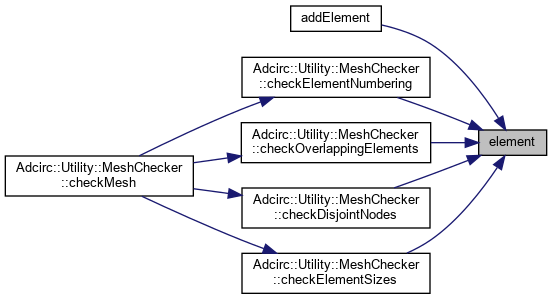 addElement
Adcirc::Utility::MeshChecker
::checkElementNumbering
element
Adcirc::Utility::MeshChecker
::checkOverlappingElements
Adcirc::Utility::MeshChecker
::checkMesh
Adcirc::Utility::MeshChecker
::checkDisjointNodes
Adcirc::Utility::MeshChecker
::checkElementSizes